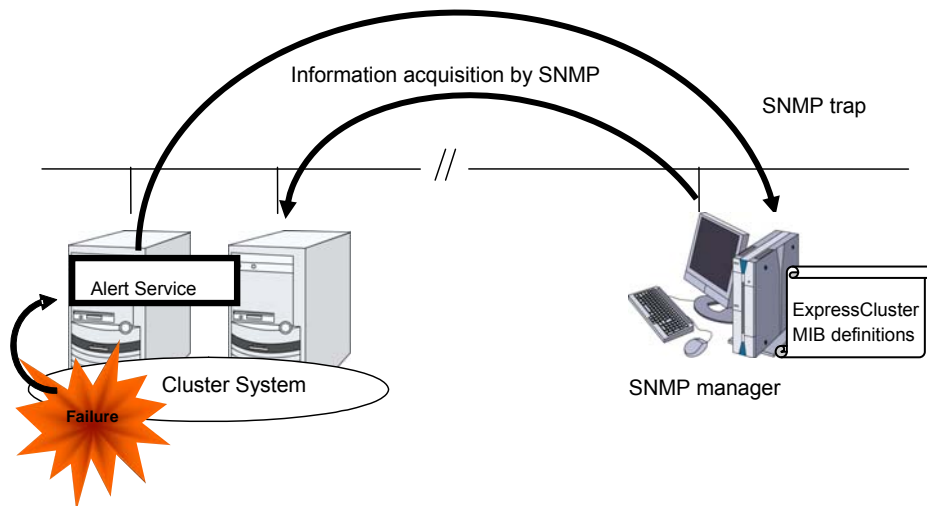 Information acquisition by SNMP
SNMP trap
//
Alert Service
ExpressCluster
MIB definitions
Cluster System
SNMP manager
Failure